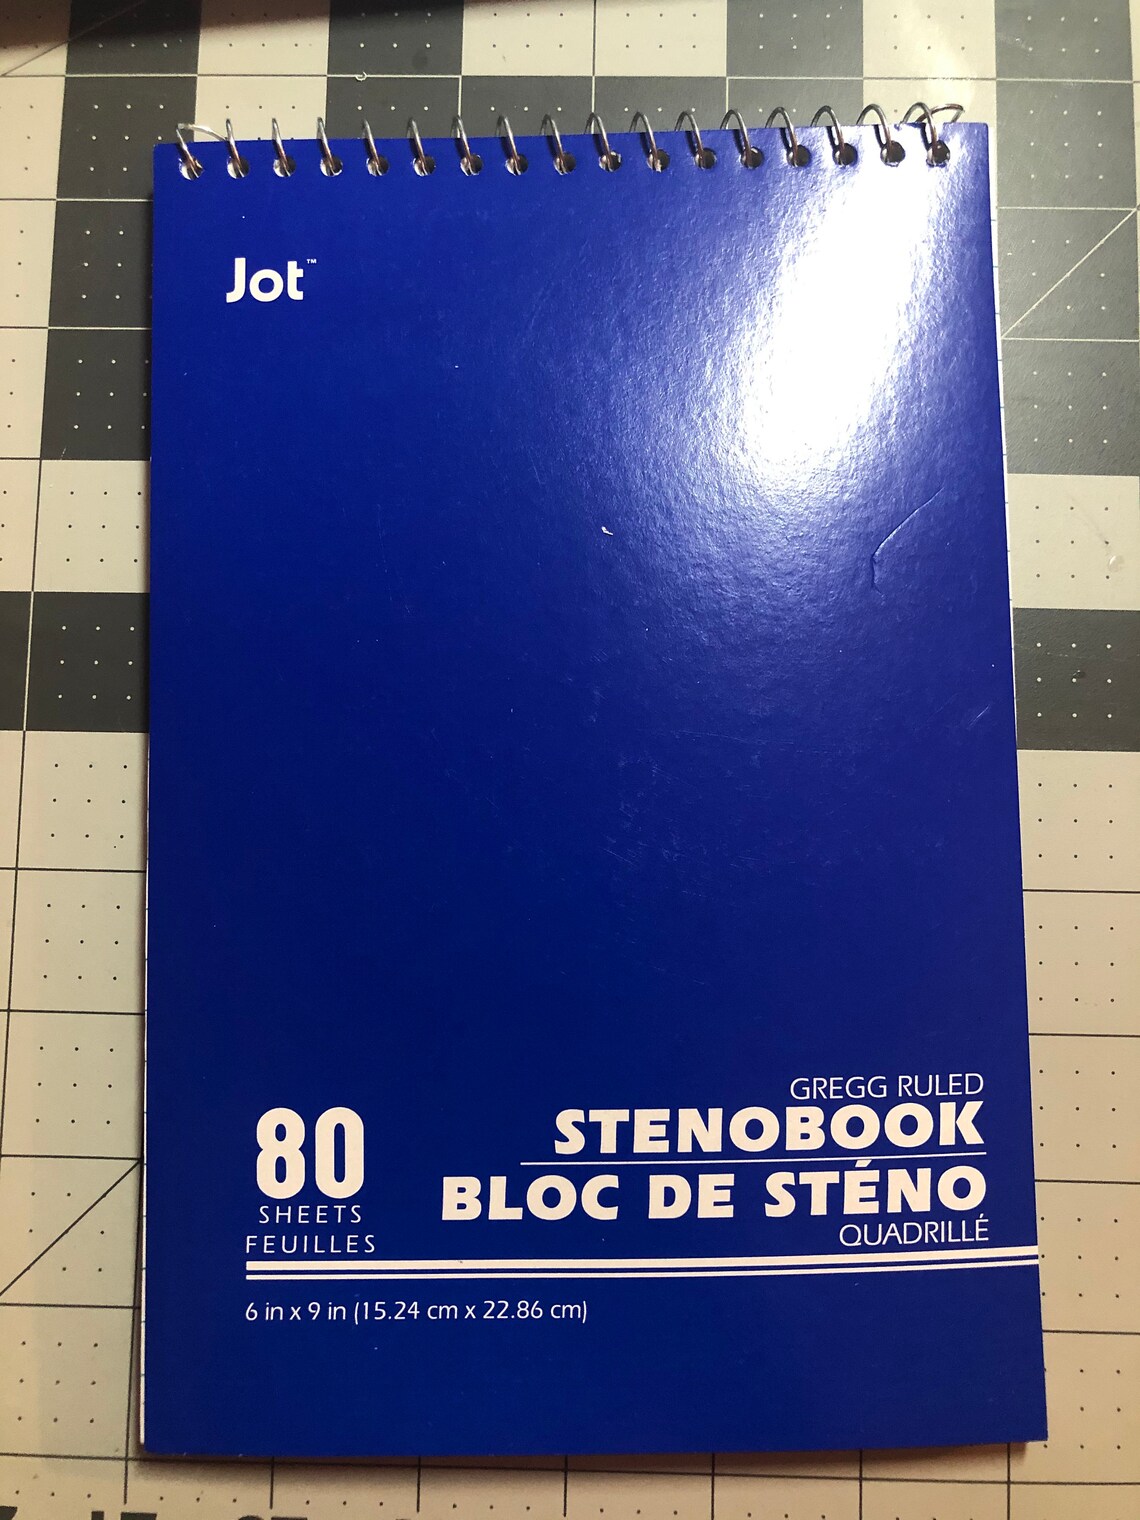 Jot™
GREGG RULED
STENOBOOK
BLOC DE STÉNO
QUADRILLÉ
80
SHEETS
FEUILLES
6 in x 9 in (15.24 cm x 22.86 cm)